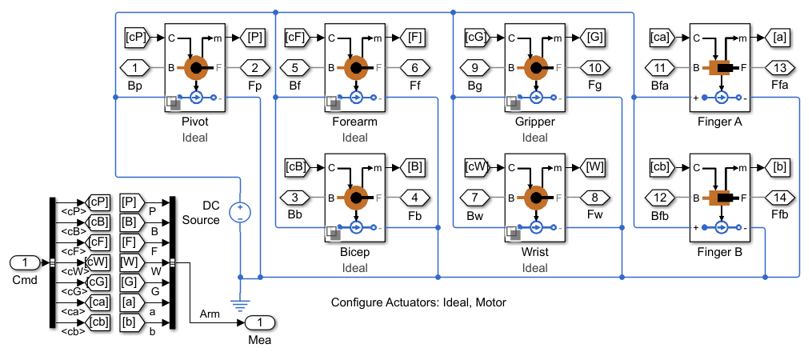 [cP] C m [P] [cF] C m [F] [cG] C m [G] [ca] C m [a]
1 B F 2 5 B F 6 9 B F 10 11 B F 13
Bp Fp Bf Ff Bg Fg Bfa Ffa
+ - + - + - + -
Pivot Forearm Gripper Finger A
Ideal Ideal Ideal
[cB] C m [B] [cW] C m [W] [cb] C m [b]
3 B F 4 7 B F 8 12 B F 14
Bb Fb Bw Fw Bfb Ffb
+ - + - + -
Bicep Wrist Finger B
Ideal Ideal
DC
Source
+
-
[cP] [P] P
<cP>
[cB] [B] B
<cB>
[cF] [F] F
<cF>
1 [cW] [W] W
Cmd <cW>
[cG] [G] G
<cG>
[ca] [a] a
<ca>
[cb] [b] b
<cb>
Arm 1
Mea
Configure Actuators: Ideal, Motor